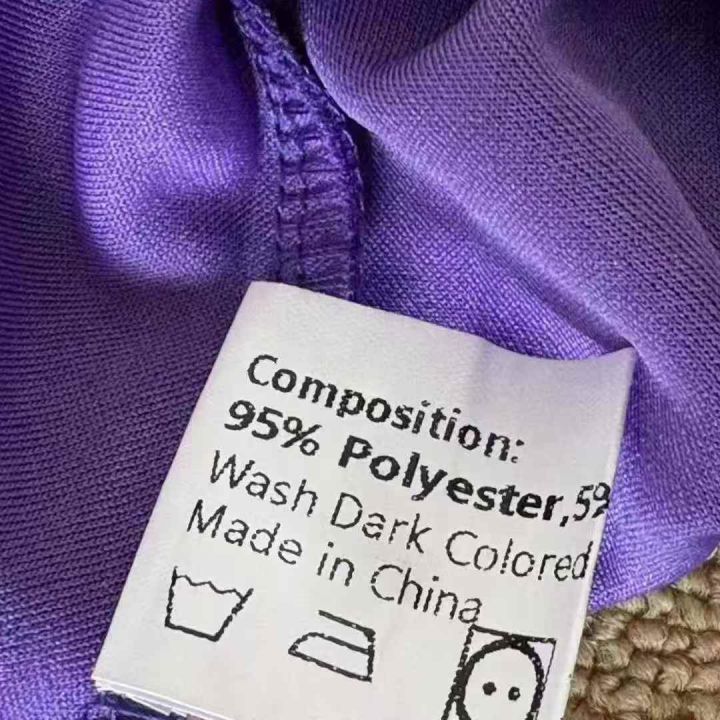 Composition:
95% Polyester,5%
Wash Dark Colored
Made in China